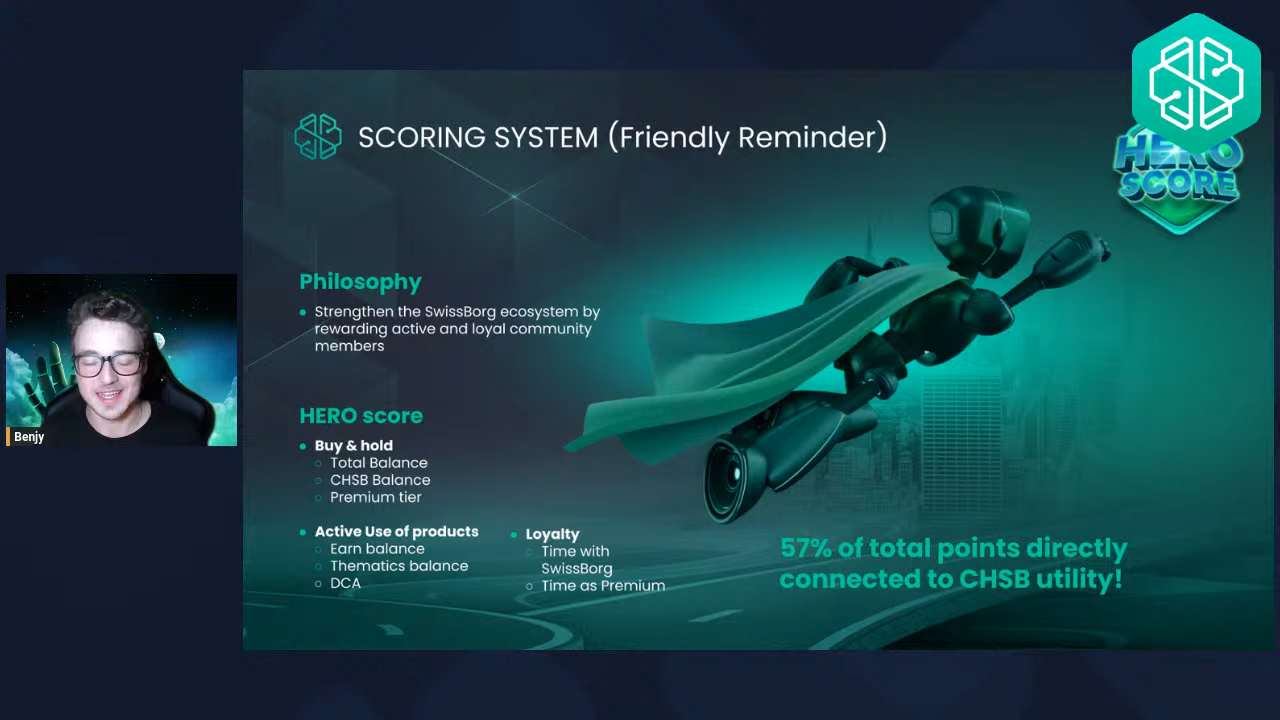 SCORING SYSTEM (Friendly Reminder)
HERO
SCORE
Philosophy
Strengthen the SwissBorg ecosystem by
rewarding active and loyal community
members
HERO score
Buy & hold
Total Balance
CHSB Balance
Premium tier
Active Use of products
Earn balance
Thematics balance
DCA
Loyalty
Time with
SwissBorg
Time as Premium
57% of total points directly
connected to CHSB utility!
Benjy